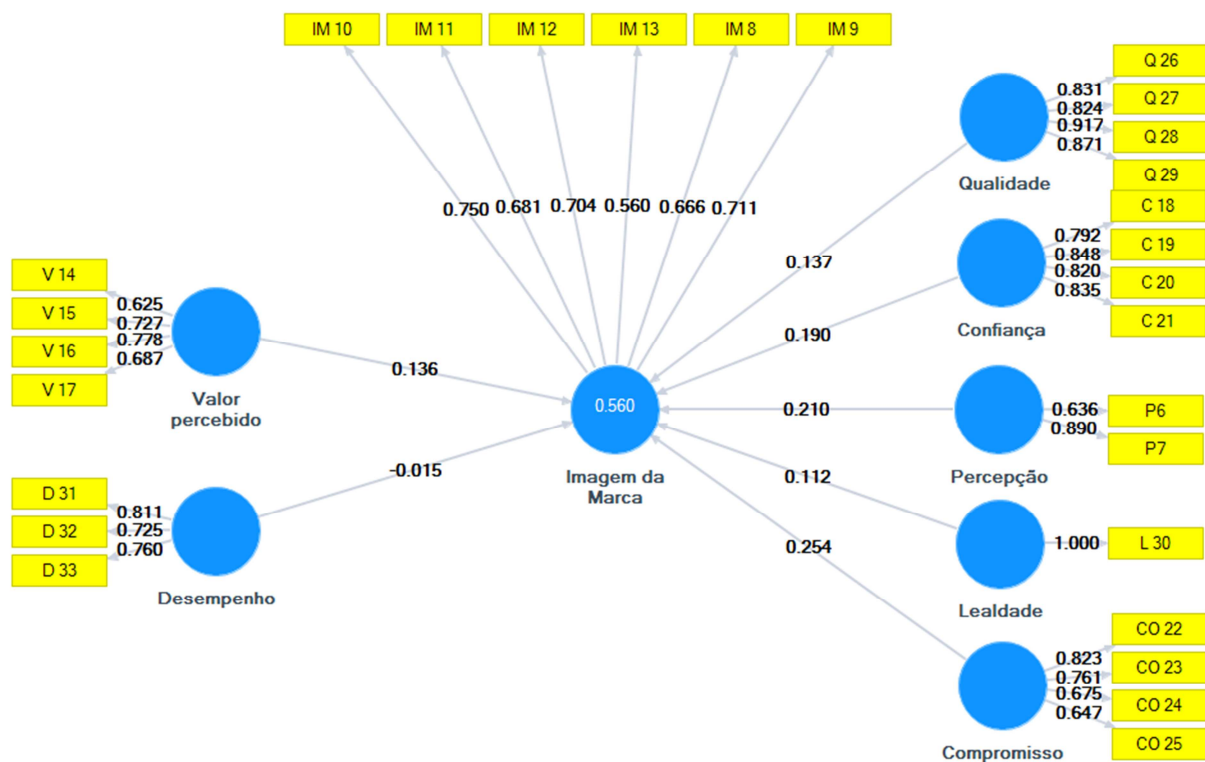 IM 10
IM 11
IM 12
IM 13
IM 8
IM 9
0.750
0.681
0.704
0.560
0.666
0.711
V 14
V 15
V 16
V 17
0.625
0.727
0.778
0.687
Valor
percebido
0.136
D 31
D 32
D 33
0.811
0.725
0.760
Desempenho
-0.015
0.560
Imagem da
Marca
Q 26
Q 27
Q 28
Q 29
0.831
0.824
0.917
0.871
Qualidade
0.137
C 18
C 19
C 20
C 21
0.792
0.848
0.820
0.835
Confiança
0.190
P6
P7
0.636
0.890
Percepção
0.210
L 30
1.000
Lealdade
0.112
CO 22
CO 23
CO 24
CO 25
0.823
0.761
0.675
0.647
Compromisso
0.254